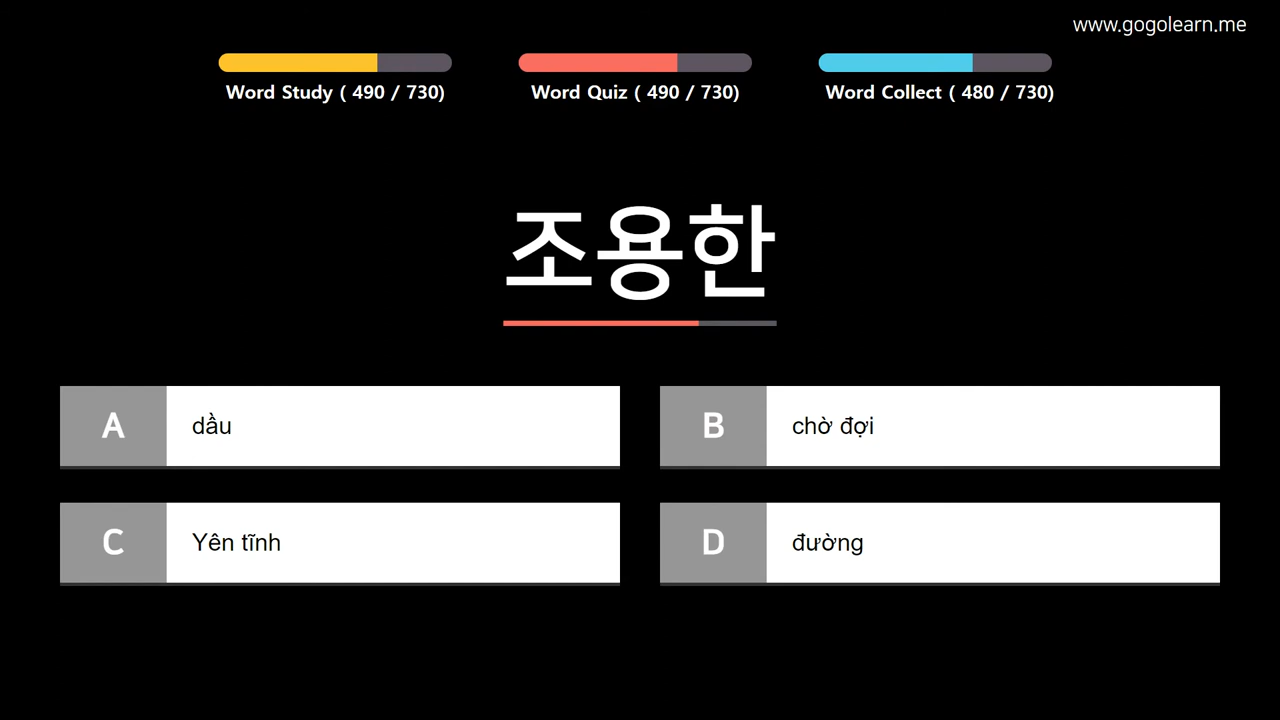 www.gogolearn.me
Word Study ( 490 / 730)
Word Quiz ( 490 / 730)
Word Collect ( 480 / 730)
조용한
A dầu
B chờ đợi
C Yên tĩnh
D đường